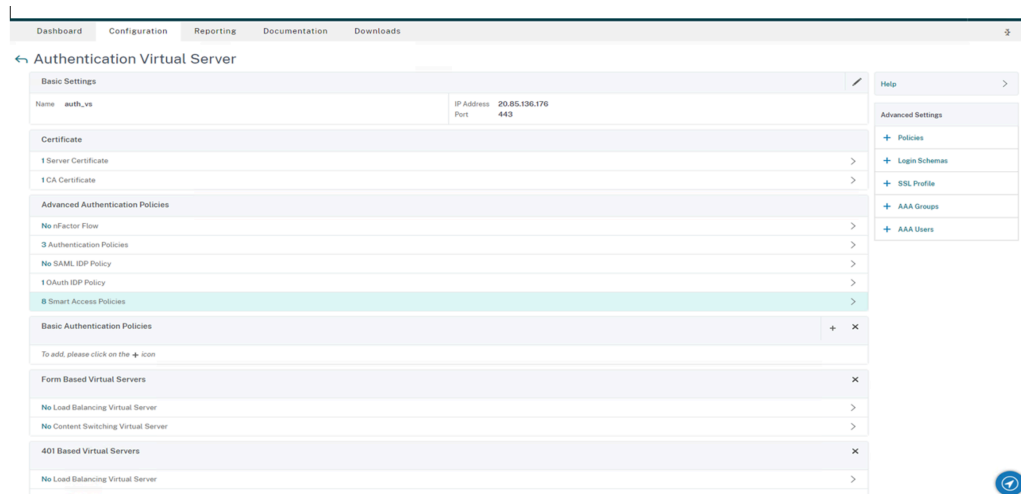 Dashboard Configuration Reporting Documentation Downloads
Authentication Virtual Server
Basic Settings
Name auth_vs
IP Address 20.85.136.176
Port 443
Certificate
1 Server Certificate
1 CA Certificate
Advanced Authentication Policies
No nFactor Flow
3 Authentication Policies
No SAML IDP Policy
1 OAuth IDP Policy
8 Smart Access Policies
Basic Authentication Policies
To add, please click on the + icon
Form Based Virtual Servers
No Load Balancing Virtual Server
No Content Switching Virtual Server
401 Based Virtual Servers
No Load Balancing Virtual Server
Help
Advanced Settings
+ Policies
+ Login Schemas
+ SSL Profile
+ AAA Groups
+ AAA Users